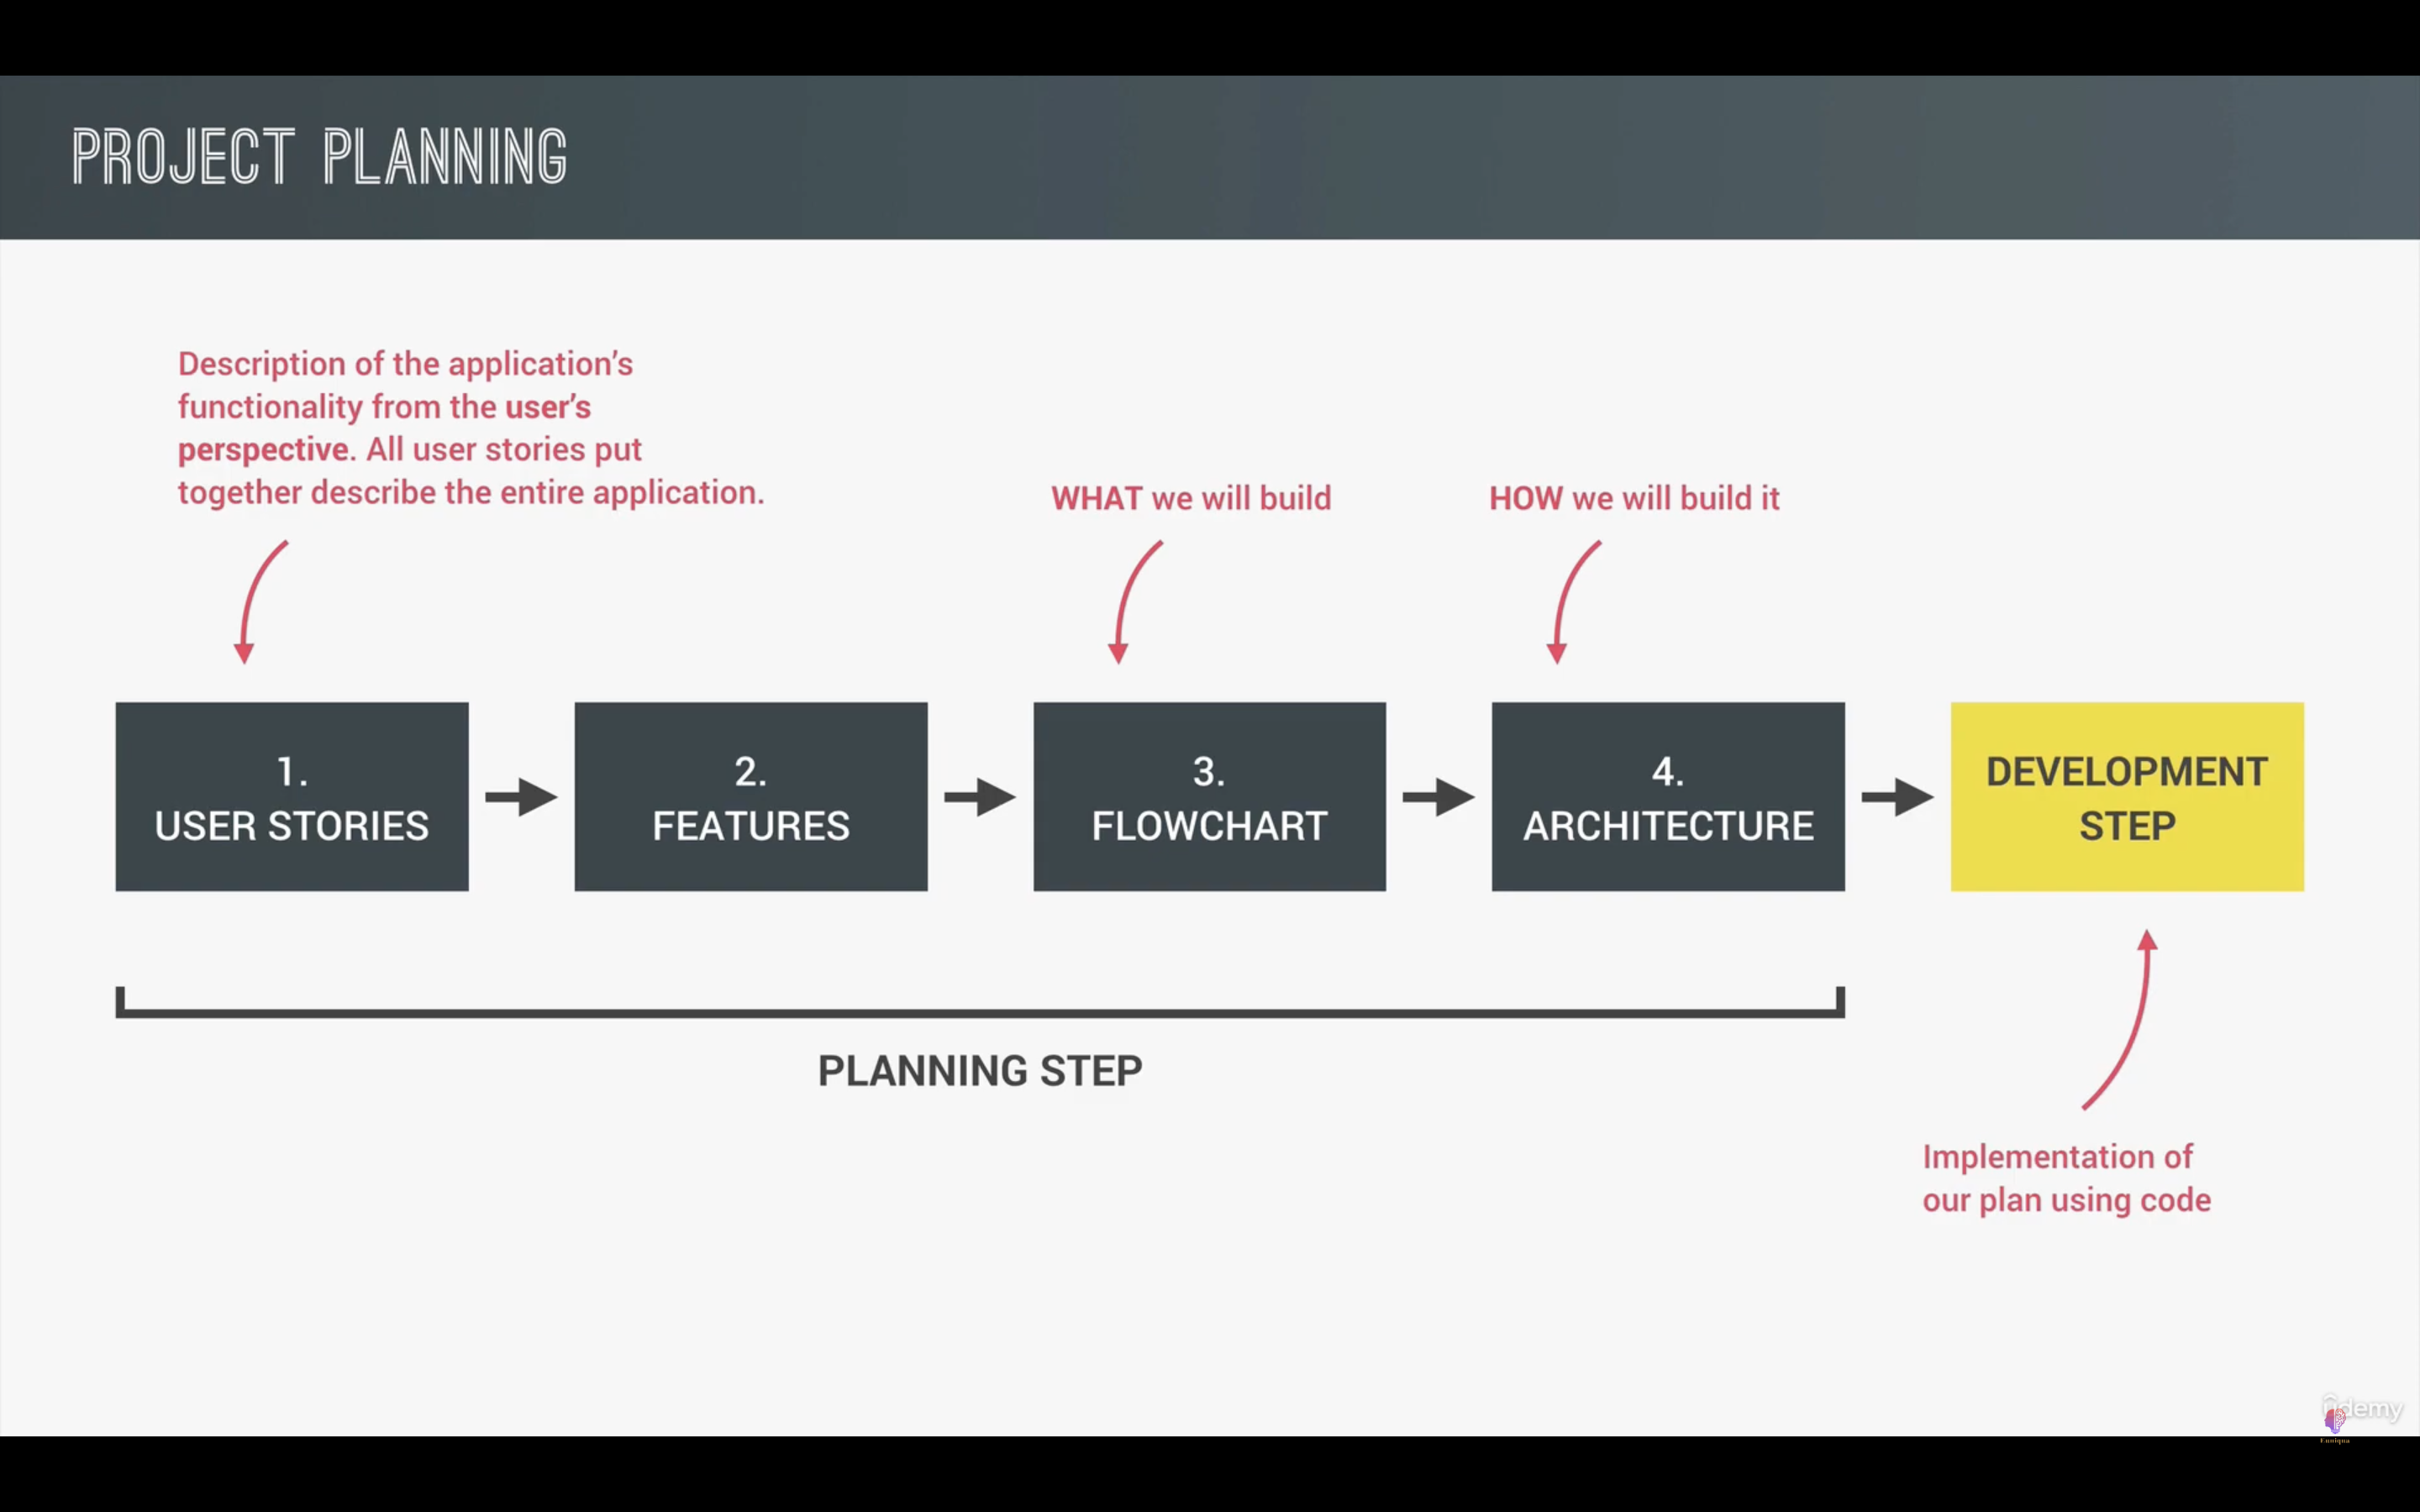 PROJECT PLANNING
Description of the application’s
functionality from the user’s
perspective. All user stories put
together describe the entire application.
WHAT we will build
HOW we will build it
1.
USER STORIES
2.
FEATURES
3.
FLOWCHART
4.
ARCHITECTURE
DEVELOPMENT
STEP
PLANNING STEP
Implementation of
our plan using code
ûdemy